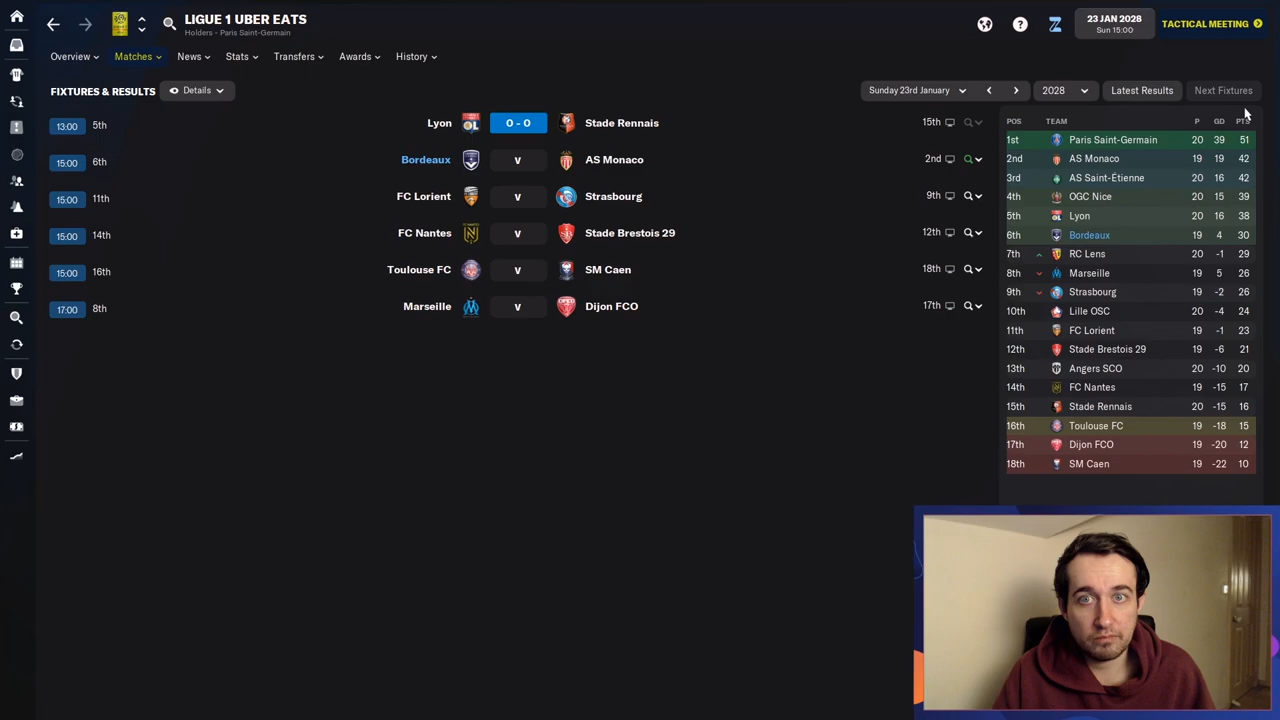 LIGUE 1 UBER EATS
Holders - Paris Saint-Germain
23 JAN 2028
Sun 15:00
TACTICAL MEETING
Overview Matches News Stats Transfers Awards History
FIXTURES & RESULTS Details Sunday 23rd January 2028 Latest Results Next Fixtures
13:00 5th Lyon 0 - 0 Stade Rennais 15th
15:00 6th Bordeaux v AS Monaco 2nd
15:00 11th FC Lorient v Strasbourg 9th
15:00 14th FC Nantes v Stade Brestois 29 12th
15:00 16th Toulouse FC v SM Caen 18th
17:00 8th Marseille v Dijon FCO 17th
POS TEAM P GD PTS
1st Paris Saint-Germain 20 39 51
2nd AS Monaco 19 19 42
3rd AS Saint-Étienne 20 16 42
4th OGC Nice 20 15 39
5th Lyon 20 16 38
6th Bordeaux 19 4 30
7th RC Lens 20 -1 29
8th Marseille 19 5 26
9th Strasbourg 19 -2 26
10th Lille OSC 20 -4 24
11th FC Lorient 19 -1 23
12th Stade Brestois 29 19 -6 21
13th Angers SCO 20 -10 20
14th FC Nantes 19 -15 17
15th Stade Rennais 20 -15 16
16th Toulouse FC 19 -18 15
17th Dijon FCO 19 -20 12
18th SM Caen 19 -22 10